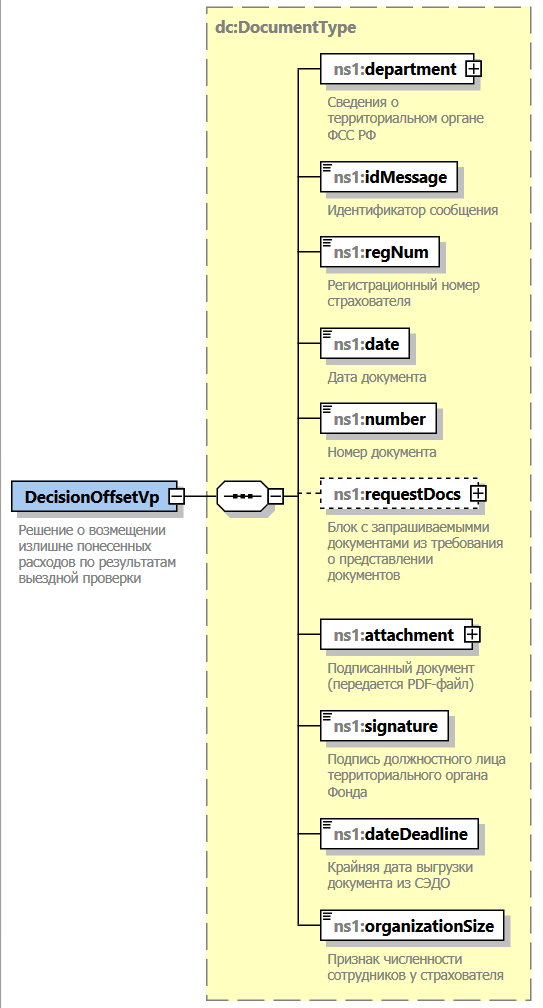 dc:DocumentType
ns1:department
Сведения о
территориальном органе
ФСС РФ
ns1:idMessage
Идентификатор сообщения
ns1:regNum
Регистрационный номер
страхователя
ns1:date
Дата документа
ns1:number
Номер документа
DecisionOffsetVp
Решение о возмещении
излишне понесенных
расходов по результатам
выездной проверки
ns1:requestDocs
Блок с запрашиваемымми
документами из требования
о представлении
документов
ns1:attachment
Подписанный документ
(передается PDF-файл)
ns1:signature
Подпись должностного лица
территориального органа
Фонда
ns1:dateDeadline
Крайняя дата выгрузки
документа из СЭДО
ns1:organizationSize
Признак численности
сотрудников у страхователя